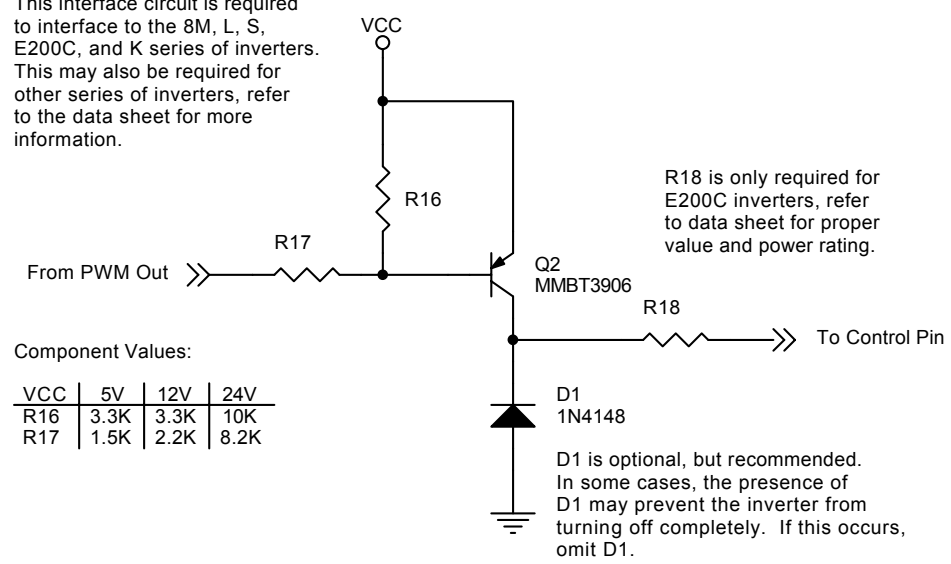 This interface circuit is required
to interface to the 8M, L, S,
E200C, and K series of inverters.
This may also be required for
other series of inverters, refer
to the data sheet for more
information.
VCC
R16
R18 is only required for
E200C inverters, refer
to data sheet for proper
value and power rating.
R17
From PWM Out
Q2
MMBT3906
R18
To Control Pin
Component Values:
VCC 5V 12V 24V
R16 3.3K 3.3K 10K
R17 1.5K 2.2K 8.2K
D1
1N4148
D1 is optional, but recommended.
In some cases, the presence of
D1 may prevent the inverter from
turning off completely.  If this occurs,
omit D1.